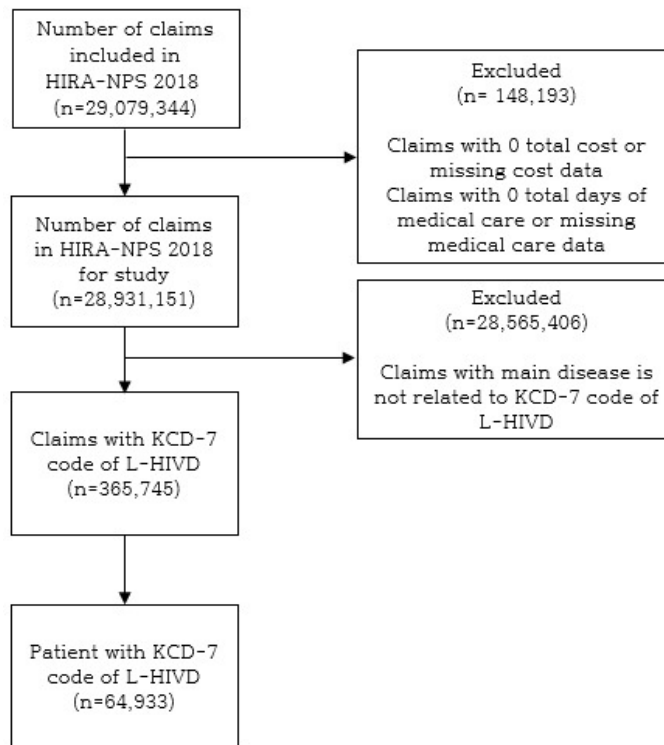 Number of claims
included in
HIRA-NPS 2018
(n=29,079,344)
Excluded
(n= 148,193)
Claims with 0 total cost or
missing cost data
Claims with 0 total days of
medical care or missing
medical care data
Number of claims
in HIRA-NPS 2018
for study
(n=28,931,151)
Excluded
(n=28,565,406)
Claims with main disease is
not related to KCD-7 code of
L-HIVD
Claims with KCD-7
code of L-HIVD
(n=365,745)
Patient with KCD-7
code of L-HIVD
(n=64,933)